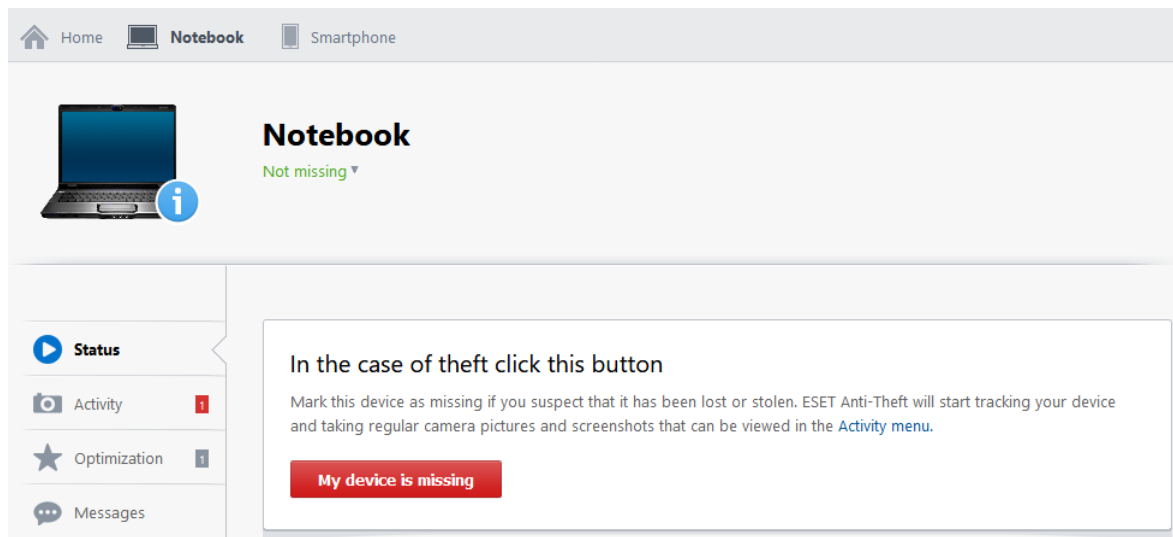 Home Notebook Smartphone
Notebook
Not missing
Status
Activity 1
Optimization 1
Messages
In the case of theft click this button
Mark this device as missing if you suspect that it has been lost or stolen. ESET Anti-Theft will start tracking your device
and taking regular camera pictures and screenshots that can be viewed in the Activity menu.
My device is missing